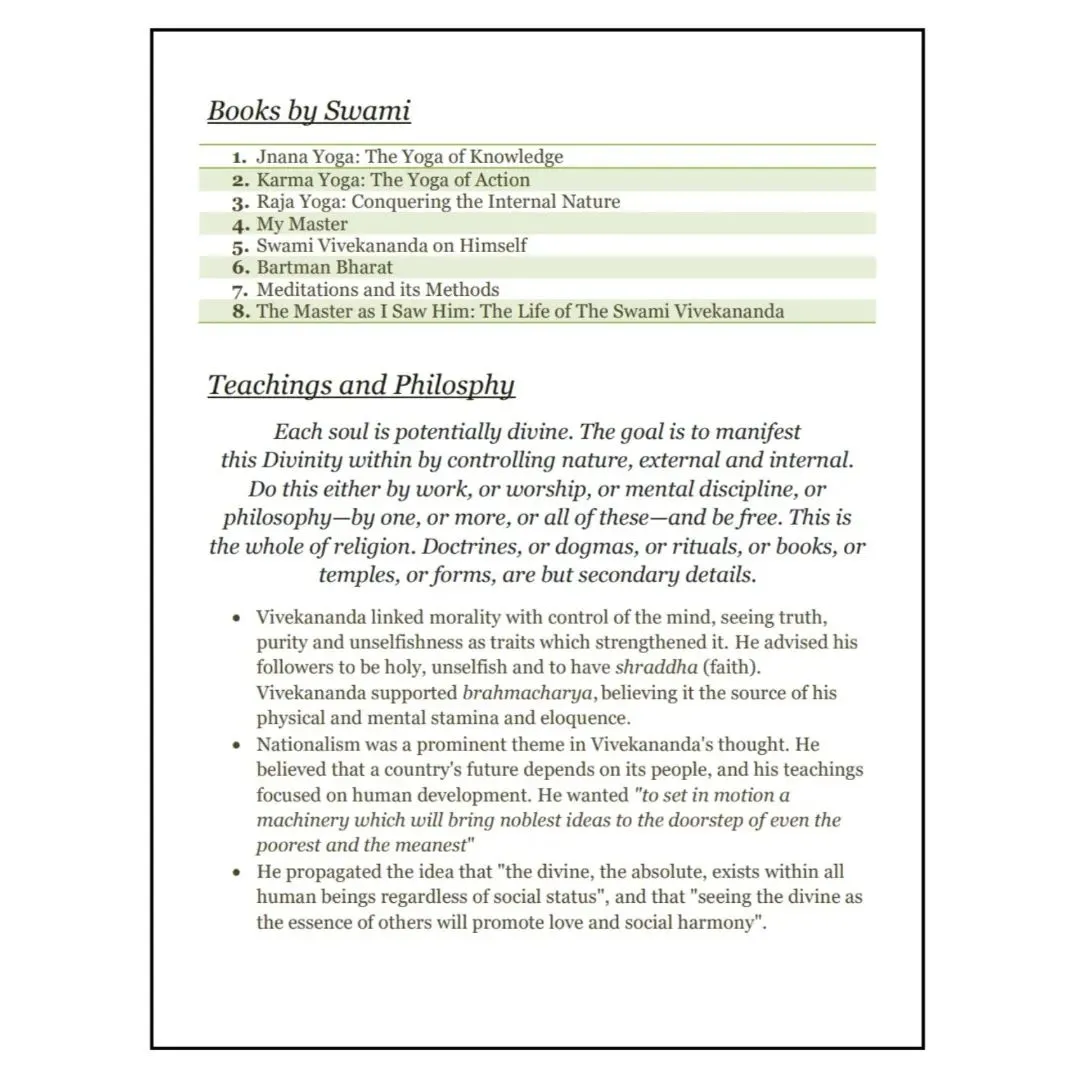 Books by Swami
1. Jnana Yoga: The Yoga of Knowledge
2. Karma Yoga: The Yoga of Action
3. Raja Yoga: Conquering the Internal Nature
4. My Master
5. Swami Vivekananda on Himself
6. Bartman Bharat
7. Meditations and its Methods
8. The Master as I Saw Him: The Life of The Swami Vivekananda
Teachings and Philosphy
Each soul is potentially divine. The goal is to manifest
this Divinity within by controlling nature, external and internal.
Do this either by work, or worship, or mental discipline, or
philosophy—by one, or more, or all of these—and be free. This is
the whole of religion. Doctrines, or dogmas, or rituals, or books, or
temples, or forms, are but secondary details.
• Vivekananda linked morality with control of the mind, seeing truth,
purity and unselfishness as traits which strengthened it. He advised his
followers to be holy, unselfish and to have shraddha (faith).
Vivekananda supported brahmacharya, believing it the source of his
physical and mental stamina and eloquence.
• Nationalism was a prominent theme in Vivekananda's thought. He
believed that a country's future depends on its people, and his teachings
focused on human development. He wanted "to set in motion a
machinery which will bring noblest ideas to the doorstep of even the
poorest and the meanest"
• He propagated the idea that "the divine, the absolute, exists within all
human beings regardless of social status", and that "seeing the divine as
the essence of others will promote love and social harmony".